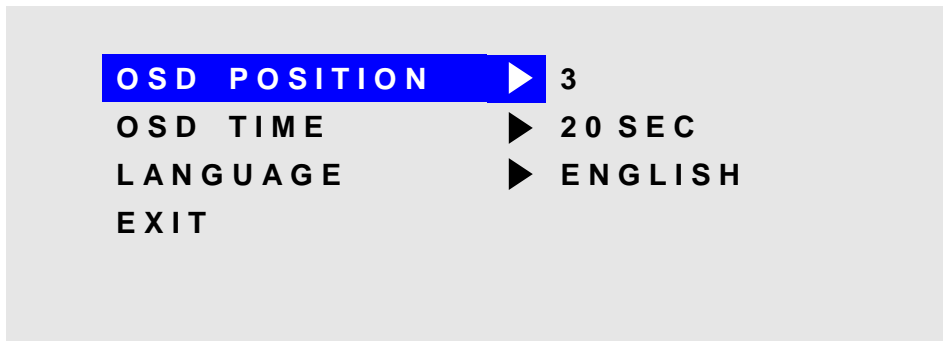 OSD POSITION ▶ 3
OSD TIME ▶ 20 SEC
LANGUAGE ▶ ENGLISH
EXIT